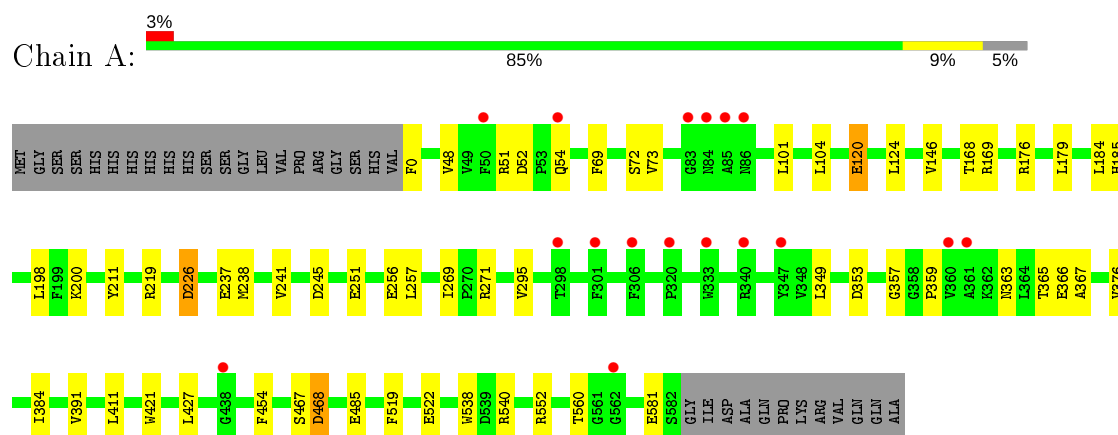 3%
Chain A:
85%
9%
5%
MET GLY SER SER HIS HIS HIS HIS HIS HIS SER SER GLY LEU VAL PRO ARG GLY SER HIS VAL F0 V48 V49 F50 R51 D52 P53 Q54 F69 S72 V73 G83 N84 A85 N86 L101 L104 E120 L124 V146 T168 R169 R176 L179 L184 H185
L198 F199 K200 Y211 R219 D226 E237 M238 V241 D245 E251 E256 L257 I269 P270 R271 V295 T298 F301 F306 P320 W333 R340 Y347 V348 L349 D353 G357 G358 P359 V360 A361 K362 N363 L364 T365 E366 A367 V376
I384 V391 L411 W421 L427 G438 F454 S467 D468 E485 F519 E522 W538 D539 R540 R552 T560 G561 G562 E581 S582 GLY ILE ASP ALA GLN PRO LYS ARG VAL GLN GLN ALA